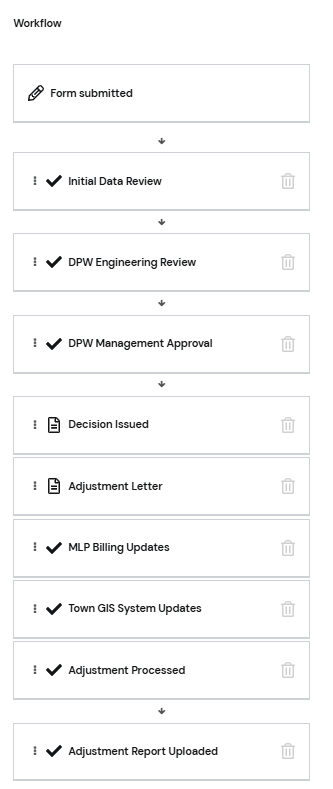 Workflow
Form submitted
Initial Data Review
DPW Engineering Review
DPW Management Approval
Decision Issued
Adjustment Letter
MLP Billing Updates
Town GIS System Updates
Adjustment Processed
Adjustment Report Uploaded